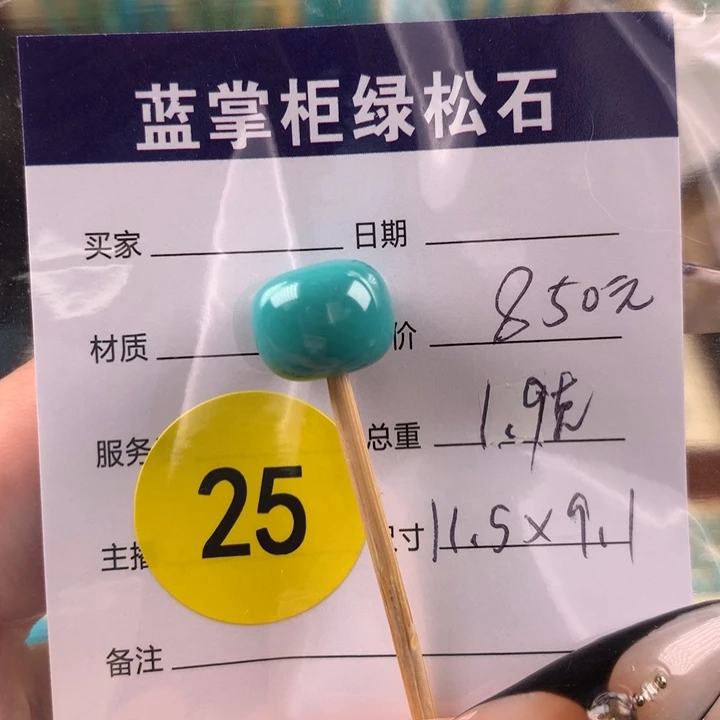 蓝掌柜绿松石
买家 日期
材质 价 850元
服务 总重 1.9克
25
主播 尺寸 11.5×9.1
备注